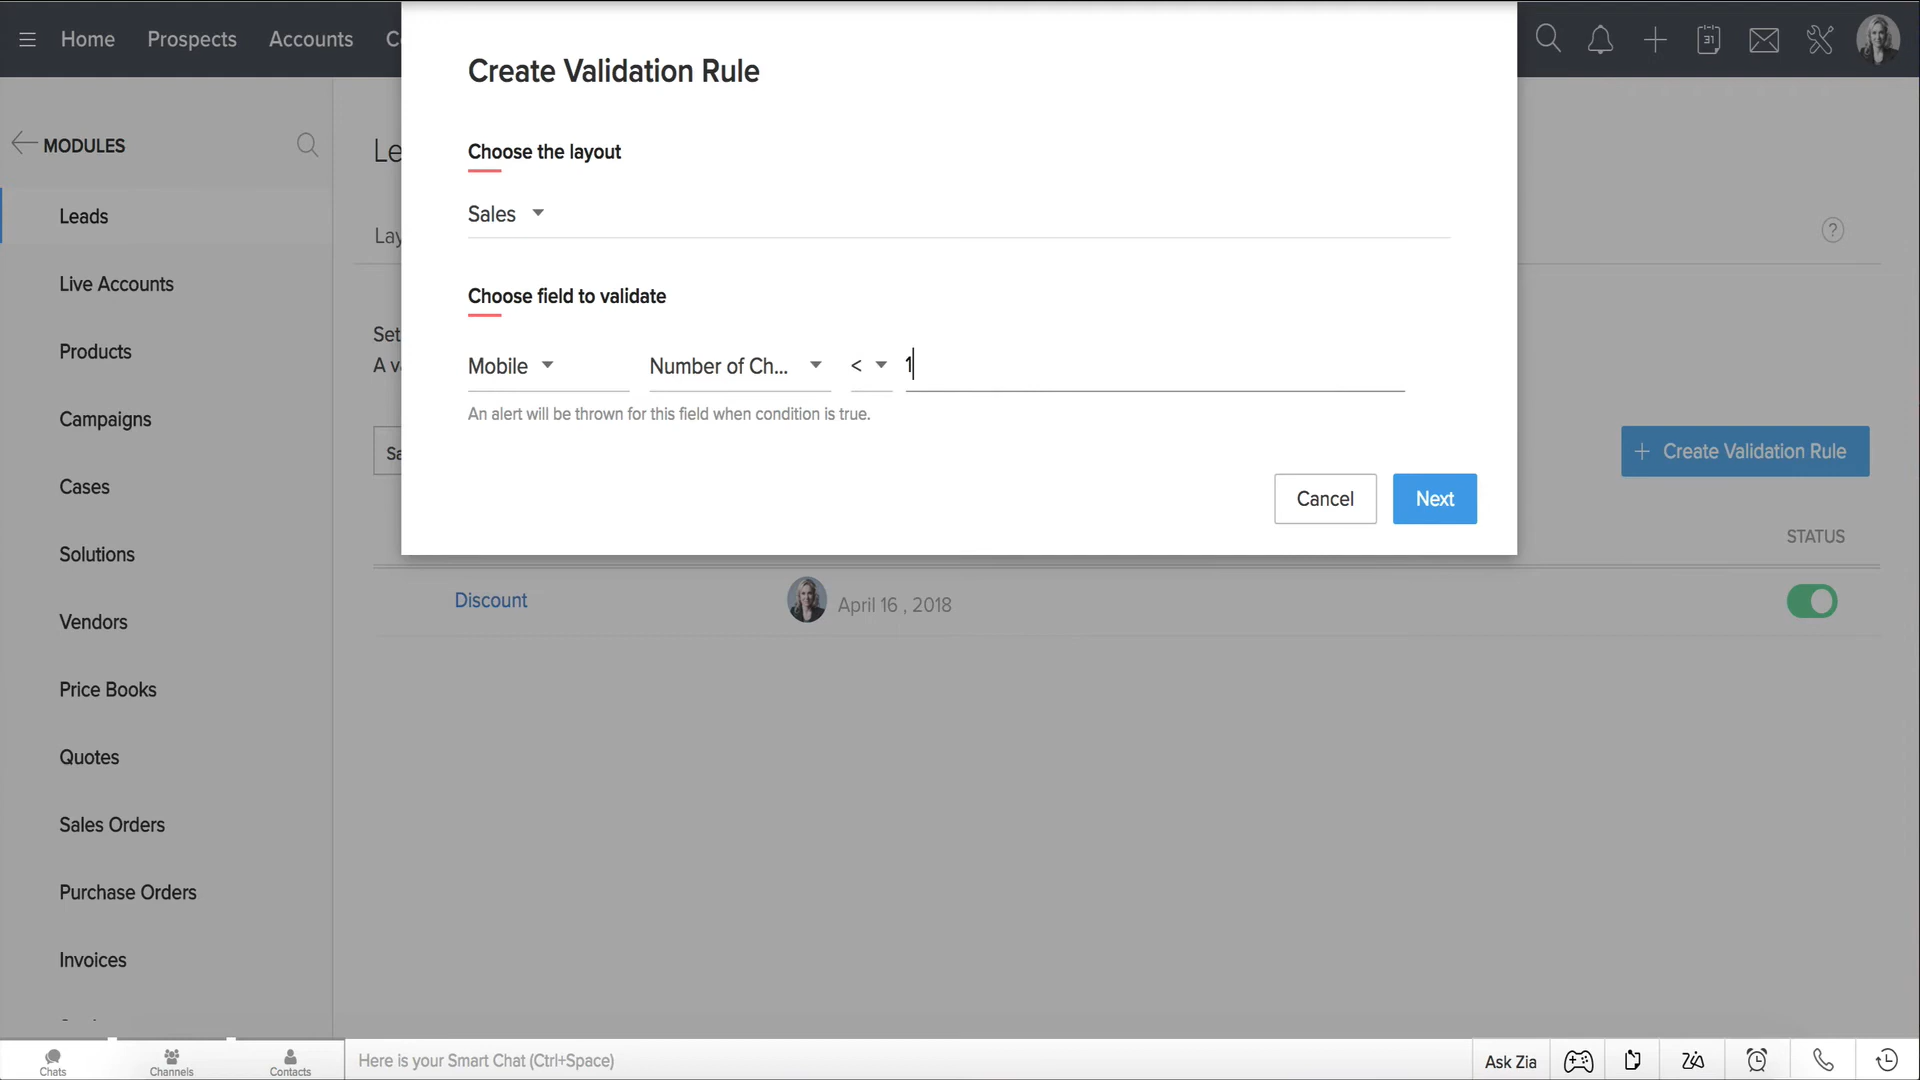 Home Prospects Accounts C
31
Create Validation Rule
Choose the layout
Sales
Choose field to validate
Mobile Number of Ch... < 1
An alert will be thrown for this field when condition is true.
Cancel Next
MODULES
Leads
Live Accounts
Products
Campaigns
Cases
Solutions
Vendors
Price Books
Quotes
Sales Orders
Purchase Orders
Invoices
Le
Lay
?
Set
A v
Sa
+ Create Validation Rule
STATUS
Discount April 16 , 2018
Chats Channels Contacts
Here is your Smart Chat (Ctrl+Space)
Ask Zia